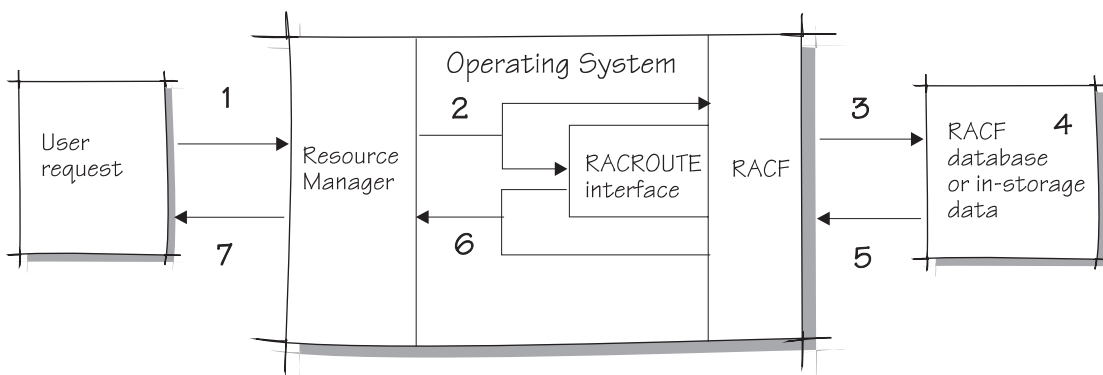 Operating System
User
request
1
Resource
Manager
2
RACROUTE
interface
RACF
3
RACF
database
or in-storage
data
4
5
6
7